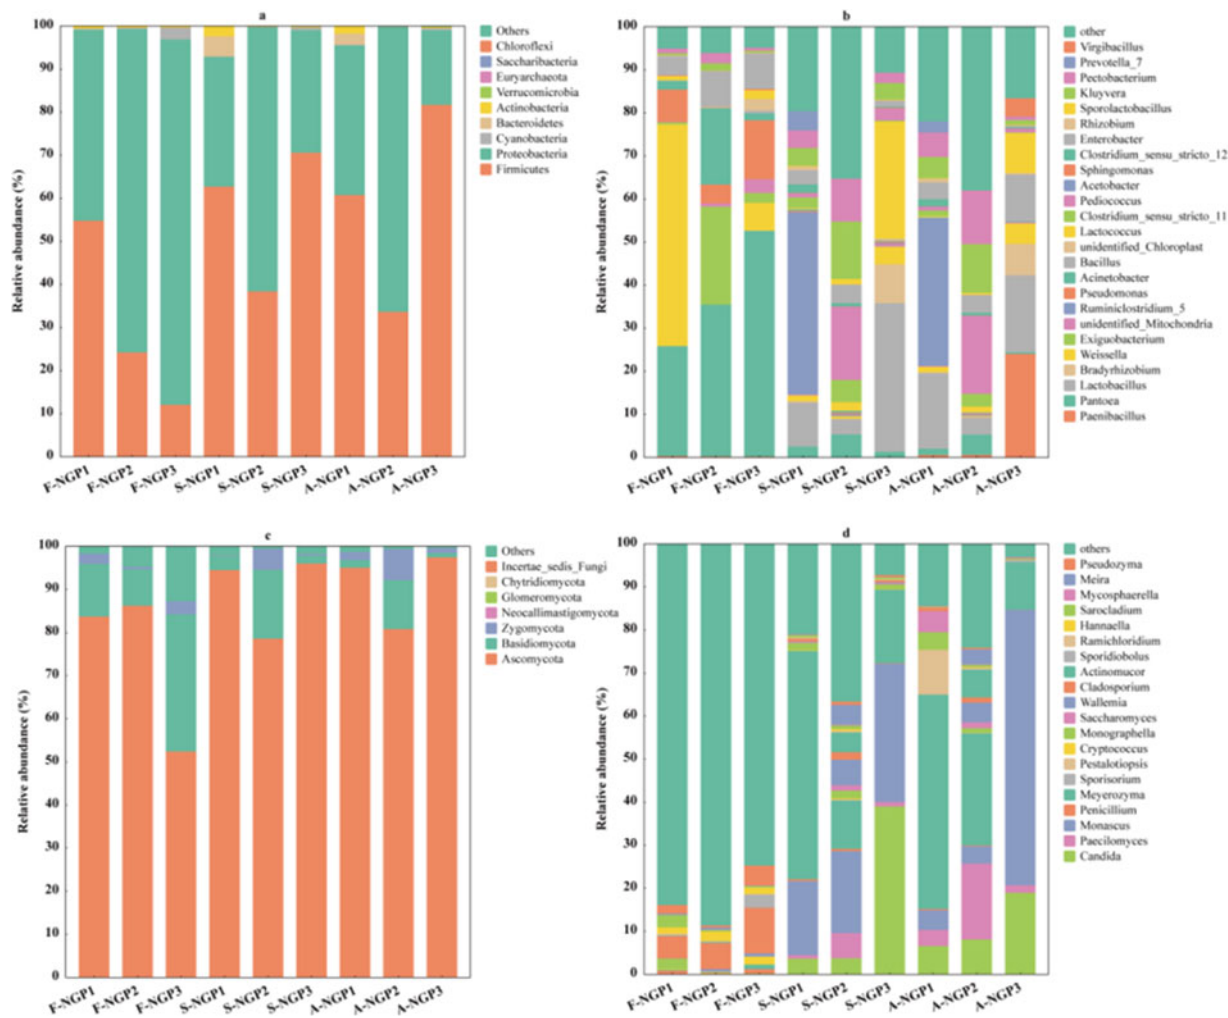 a
Relative abundance (%)
100
90
80
70
60
50
40
30
20
10
0
F-NGP1
F-NGP2
F-NGP3
S-NGP1
S-NGP2
S-NGP3
A-NGP1
A-NGP2
A-NGP3
Others
Chloroflexi
Saccharibacteria
Euryarchaeota
Verrucomicrobia
Actinobacteria
Bacteroidetes
Cyanobacteria
Proteobacteria
Firmicutes
b
Relative abundance (%)
100
90
80
70
60
50
40
30
20
10
0
F-NGP1
F-NGP2
F-NGP3
S-NGP1
S-NGP2
S-NGP3
A-NGP1
A-NGP2
A-NGP3
other
Virgibacillus
Prevotella_7
Pectobacterium
Kluyvera
Sporolactobacillus
Rhizobium
Enterobacter
Clostridium_sensu_stricto_12
Sphingomonas
Acetobacter
Pediococcus
Clostridium_sensu_stricto_11
Lactococcus
unidentified_Chloroplast
Bacillus
Acinetobacter
Pseudomonas
Ruminiclostridium_5
unidentified_Mitochondria
Exiguobacterium
Weissella
Bradyrhizobium
Lactobacillus
Pantoea
Paenibacillus
c
Relative abundance (%)
100
90
80
70
60
50
40
30
20
10
0
F-NGP1
F-NGP2
F-NGP3
S-NGP1
S-NGP2
S-NGP3
A-NGP1
A-NGP2
A-NGP3
Others
Incertae_sedis_Fungi
Chytridiomycota
Glomeromycota
Neocallimastigomycota
Zygomycota
Basidiomycota
Ascomycota
d
Relative abundance (%)
100
90
80
70
60
50
40
30
20
10
0
F-NGP1
F-NGP2
F-NGP3
S-NGP1
S-NGP2
S-NGP3
A-NGP1
A-NGP2
A-NGP3
others
Pseudozyma
Meira
Mycosphaerella
Sarocladium
Hannaella
Ramichloridium
Sporidiobolus
Actinomucor
Cladosporium
Wallemia
Saccharomyces
Monographella
Cryptococcus
Pestalotiopsis
Sporisorium
Meyerozyma
Penicillium
Monascus
Paecilomyces
Candida